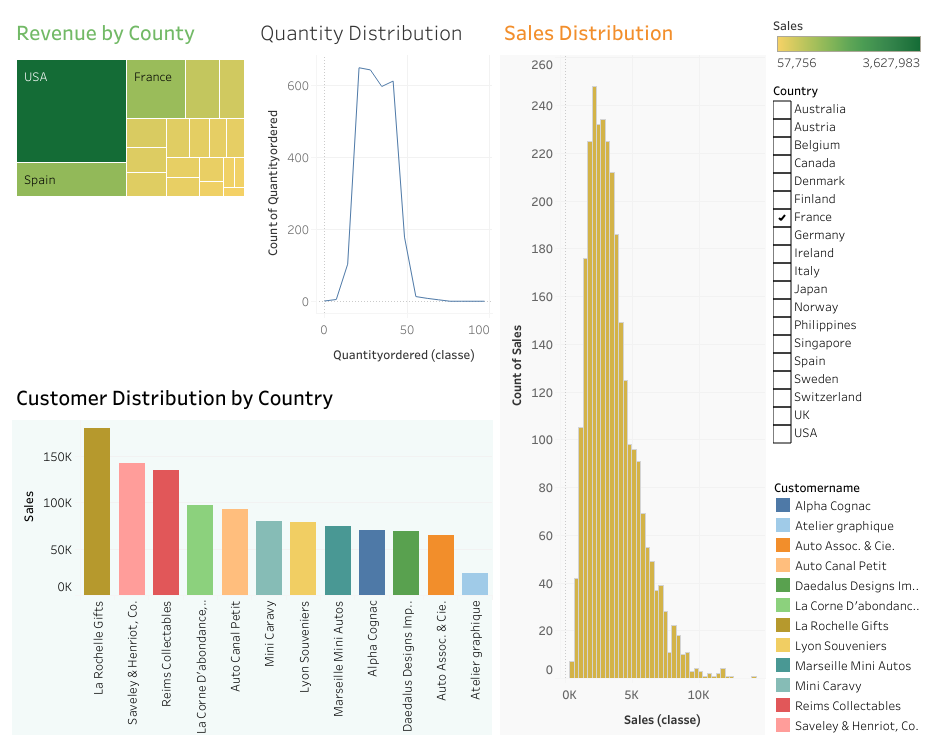 Revenue by County
USA
France
Spain
Quantity Distribution
Count of Quantityordered
600
400
200
0
0
50
100
Quantityordered (classe)
Sales Distribution
Count of Sales
260
240
220
200
180
160
140
120
100
80
60
40
20
0
0K
5K
10K
Sales (classe)
Sales
57,756
3,627,983
Country
Australia
Austria
Belgium
Canada
Denmark
Finland
France
Germany
Ireland
Italy
Japan
Norway
Philippines
Singapore
Spain
Sweden
Switzerland
UK
USA
Customer Distribution by Country
Sales
150K
100K
50K
0K
La Rochelle Gifts
Saveley & Henriot, Co.
Reims Collectables
La Corne D'abondance,..
Auto Canal Petit
Mini Caravy
Lyon Souveniers
Marseille Mini Autos
Alpha Cognac
Daedalus Designs Imp..
Auto Assoc. & Cie.
Atelier graphique
Customername
Alpha Cognac
Atelier graphique
Auto Assoc. & Cie.
Auto Canal Petit
Daedalus Designs Im..
La Corne D'abondanc..
La Rochelle Gifts
Lyon Souveniers
Marseille Mini Autos
Mini Caravy
Reims Collectables
Saveley & Henriot, Co.